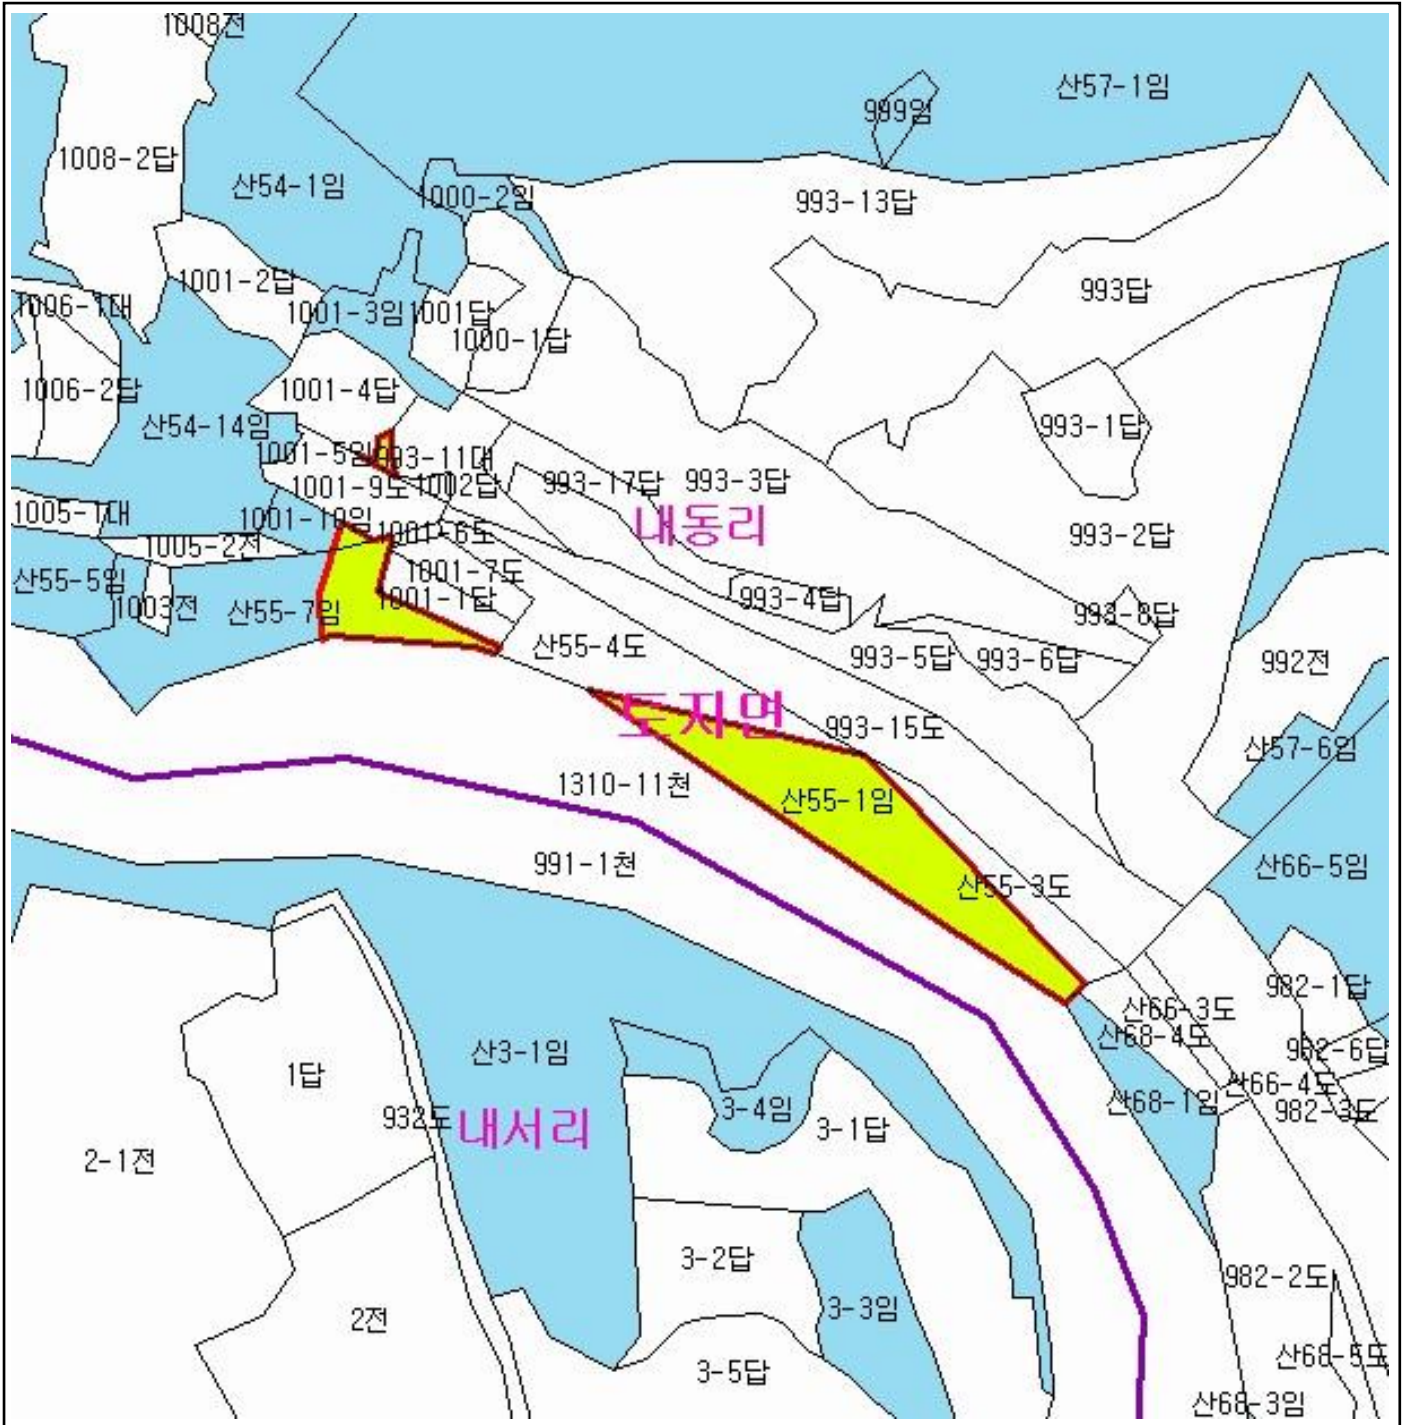 1008전
산57-1임
999임
1008-2답
산54-1임
1000-2임
993-13답
1001-2답
993답
1006-1대
1001-3임
1001답
1000-1답
1006-2답
1001-4답
산54-14임
993-1답
1001-5임
993-11대
1001-9도
1002답
993-17답
993-3답
1005-1대
1001-10임
1001-6도
내동리
993-2답
1005-2전
1001-7도
산55-5임
1003전
산55-7임
1001-1답
993-4답
993-8답
산55-4도
993-5답
993-6답
992전
토지면
993-15도
산57-6임
1310-11천
산55-1임
991-1천
산55-3도
산66-5임
982-1답
산66-3도
산68-4도
982-6답
산3-1임
1답
산66-4도
산68-1임
982-3도
3-4임
932도
내서리
3-1답
2-1전
3-2답
982-2도
2전
3-3임
산68-5도
3-5답
산68-3임